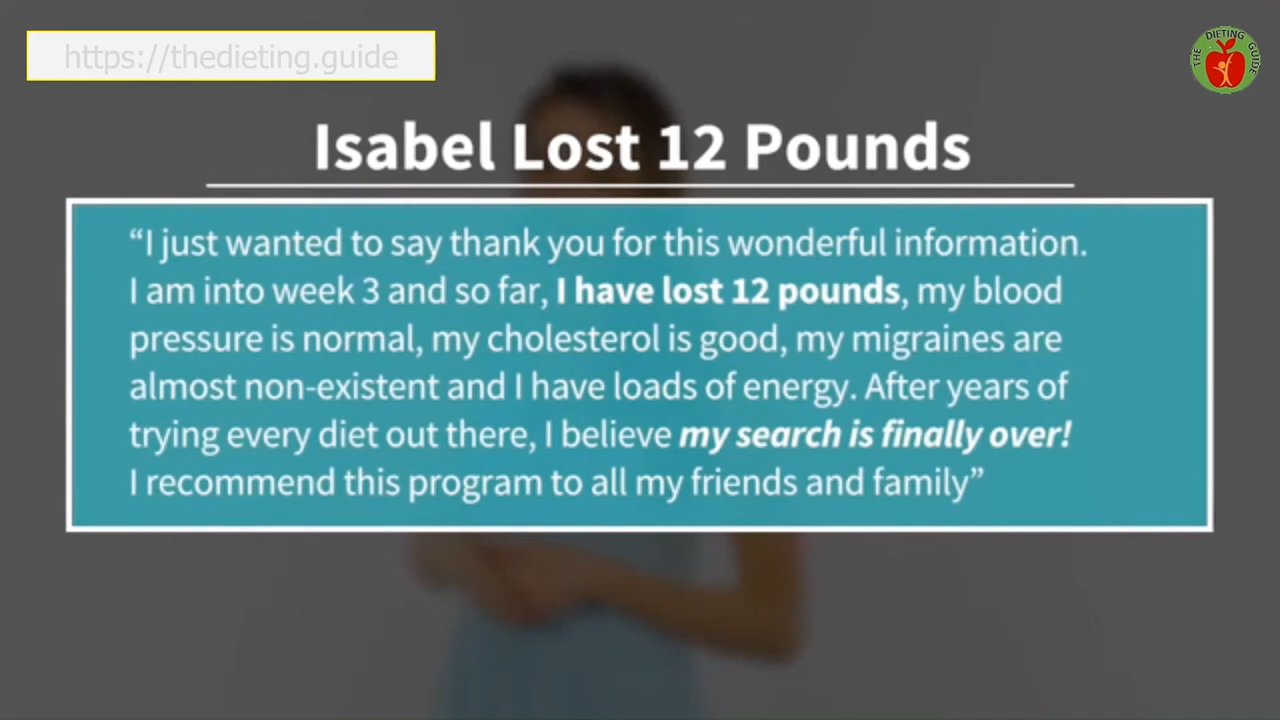 https://thedieting.guide
THE DIETING GUIDE
Isabel Lost 12 Pounds
“I just wanted to say thank you for this wonderful information.
I am into week 3 and so far, I have lost 12 pounds, my blood
pressure is normal, my cholesterol is good, my migraines are
almost non-existent and I have loads of energy. After years of
trying every diet out there, I believe my search is finally over!
I recommend this program to all my friends and family”